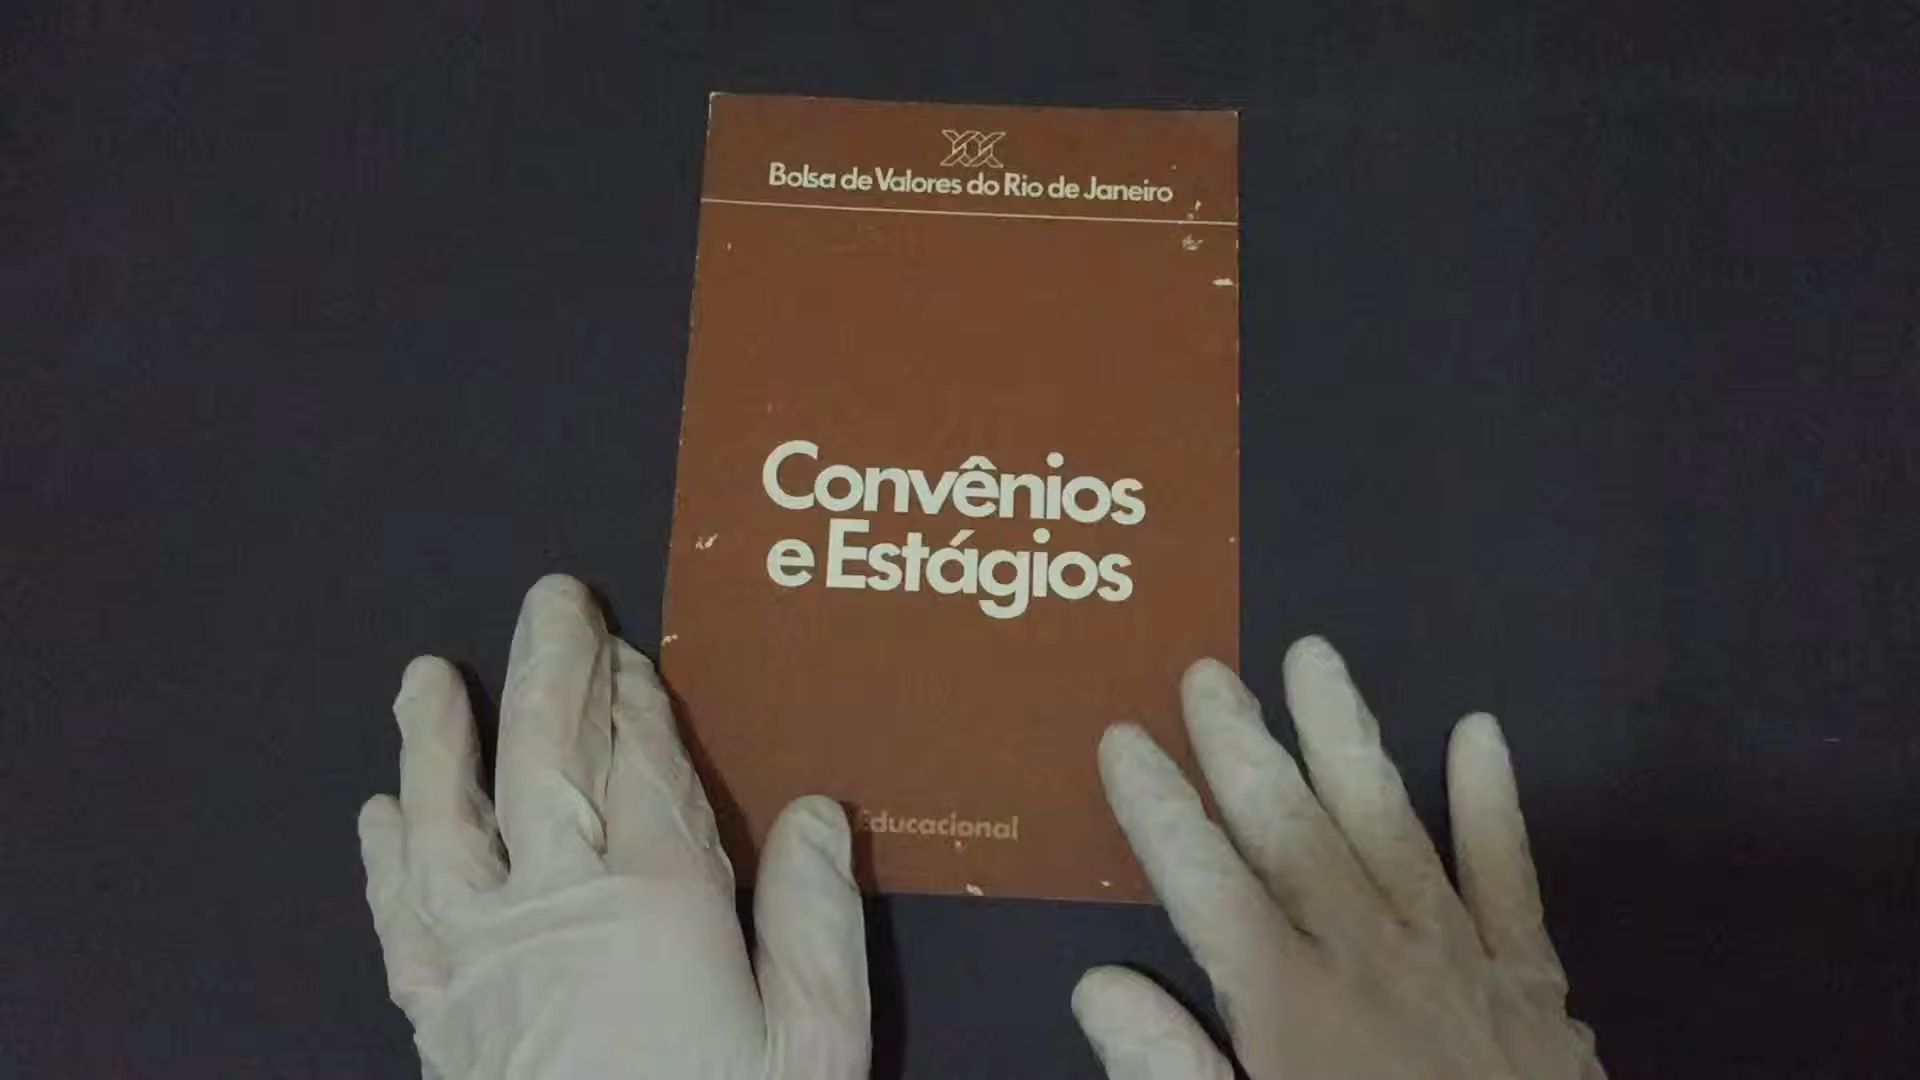 Bolsa de Valores do Rio de Janeiro
Convênios
e Estágios
Educacional